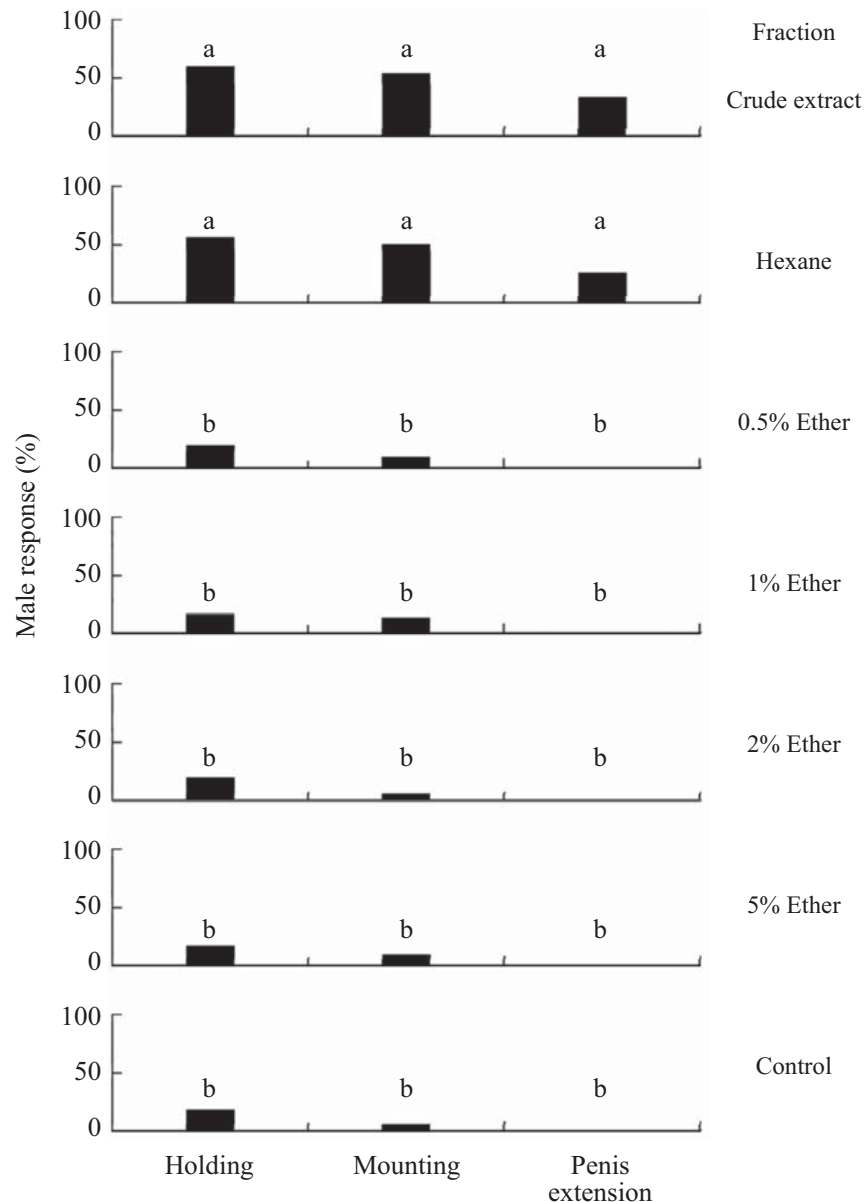 Fraction
100
a a a
50
Crude extract
0
100
a a a
50
Hexane
0
100
b b b
50
0.5% Ether
0
100
b b b
50
1% Ether
0
100
b b b
50
2% Ether
0
100
b b b
50
5% Ether
0
100
b b b
50
Control
0
Male response (%)
Holding Mounting Penis
extension